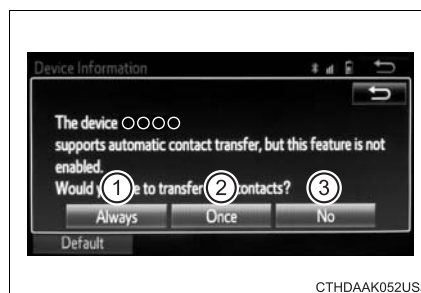 Device Information
The device ○○○○
supports automatic contact transfer, but this feature is not
enabled.
Would to transfer contacts?
1 2 3
Always Once No
Default
CTHDAAK052US